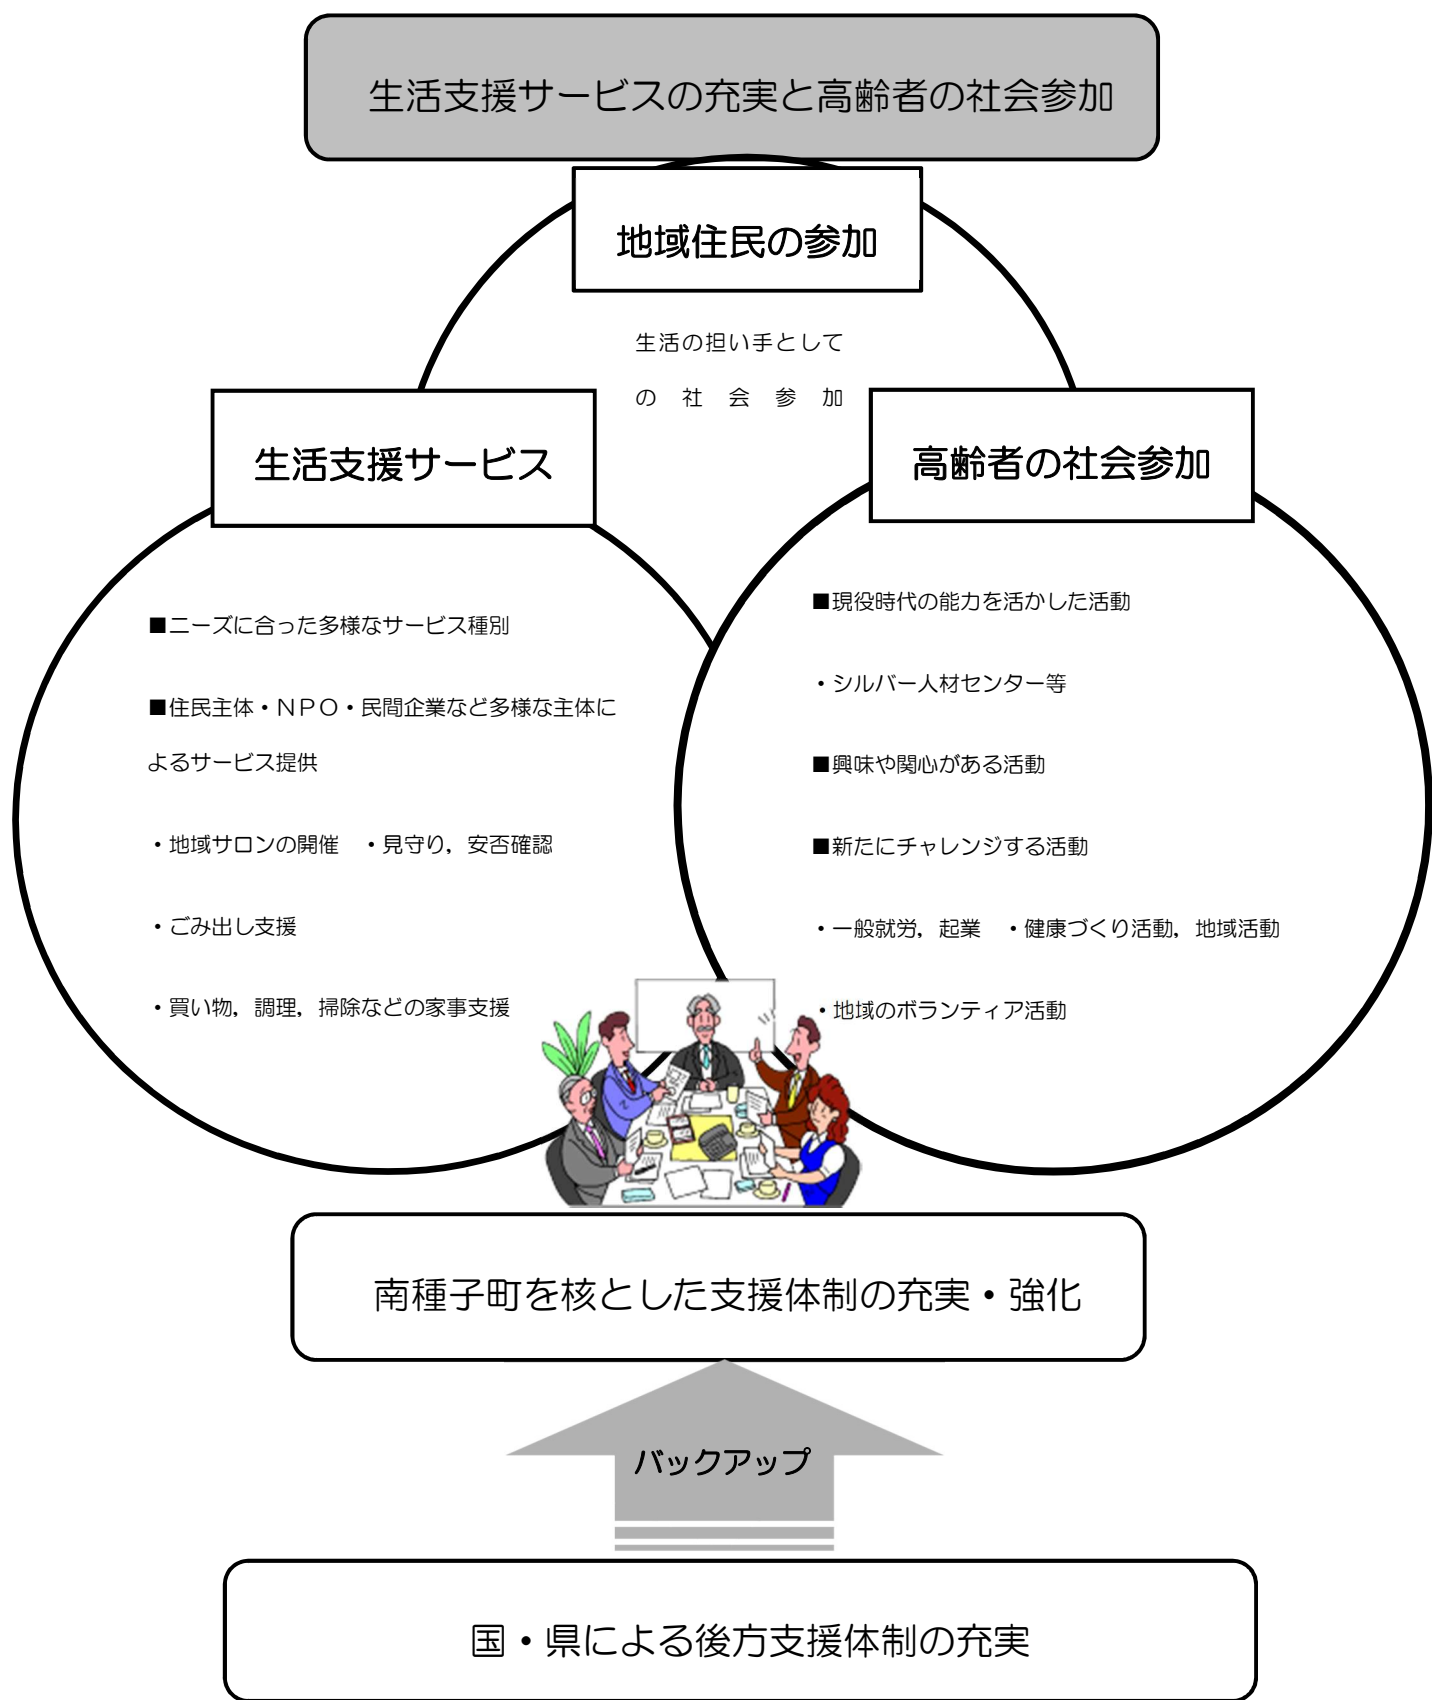 生活支援サービスの充実と高齢者の社会参加
地域住民の参加
生活の担い手として
の社会参加
生活支援サービス
■ニーズに合った多様なサービス種別
■住民主体・ＮＰＯ・民間企業など多様な主体に
よるサービス提供
・地域サロンの開催　・見守り，安否確認
・ごみ出し支援
・買い物，調理，掃除などの家事支援
高齢者の社会参加
■現役時代の能力を活かした活動
・シルバー人材センター等
■興味や関心がある活動
■新たにチャレンジする活動
・一般就労，起業　・健康づくり活動，地域活動
・地域のボランティア活動
南種子町を核とした支援体制の充実・強化
バックアップ
国・県による後方支援体制の充実